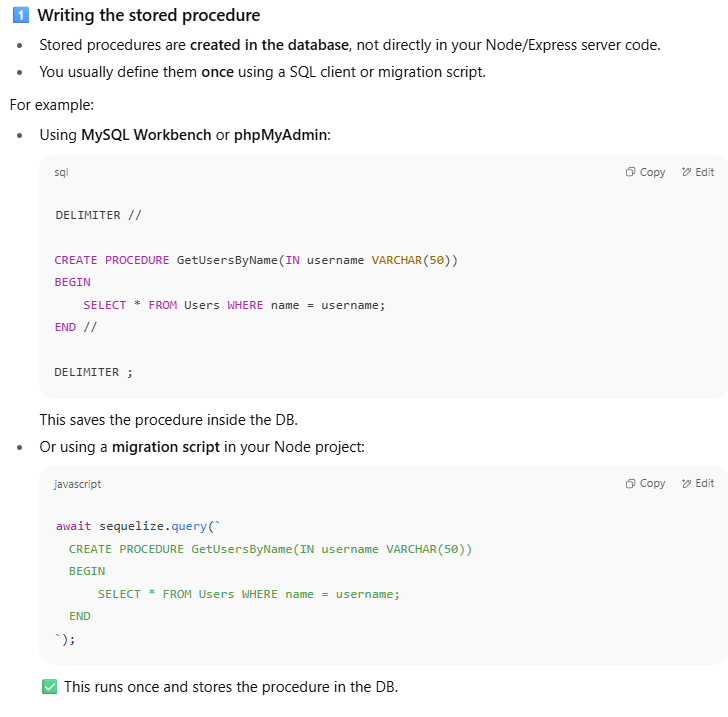 1 Writing the stored procedure
• Stored procedures are created in the database, not directly in your Node/Express server code.
• You usually define them once using a SQL client or migration script.
For example:
• Using MySQL Workbench or phpMyAdmin:
sql Copy Edit
DELIMITER //
CREATE PROCEDURE GetUsersByName(IN username VARCHAR(50))
BEGIN
    SELECT * FROM Users WHERE name = username;
END //
DELIMITER ;
This saves the procedure inside the DB.
• Or using a migration script in your Node project:
javascript Copy Edit
await sequelize.query(`
  CREATE PROCEDURE GetUsersByName(IN username VARCHAR(50))
  BEGIN
      SELECT * FROM Users WHERE name = username;
  END
`);
✅ This runs once and stores the procedure in the DB.